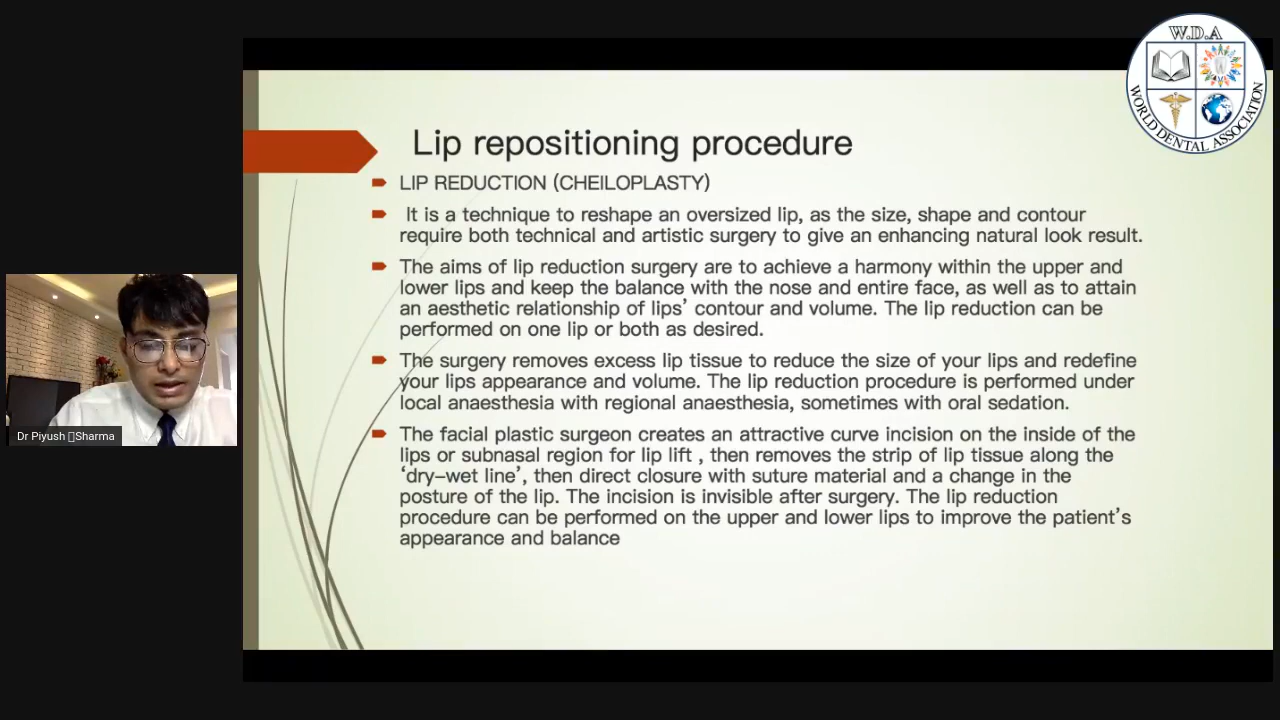 W.D.A
WORLD DENTAL ASSOCIATION
Lip repositioning procedure
LIP REDUCTION (CHEILOPLASTY)
It is a technique to reshape an oversized lip, as the size, shape and contour
require both technical and artistic surgery to give an enhancing natural look result.
The aims of lip reduction surgery are to achieve a harmony within the upper and
lower lips and keep the balance with the nose and entire face, as well as to attain
an aesthetic relationship of lips’ contour and volume. The lip reduction can be
performed on one lip or both as desired.
The surgery removes excess lip tissue to reduce the size of your lips and redefine
your lips appearance and volume. The lip reduction procedure is performed under
local anaesthesia with regional anaesthesia, sometimes with oral sedation.
The facial plastic surgeon creates an attractive curve incision on the inside of the
lips or subnasal region for lip lift , then removes the strip of lip tissue along the
‘dry–wet line’, then direct closure with suture material and a change in the
posture of the lip. The incision is invisible after surgery. The lip reduction
procedure can be performed on the upper and lower lips to improve the patient’s
appearance and balance
Dr Piyush Sharma